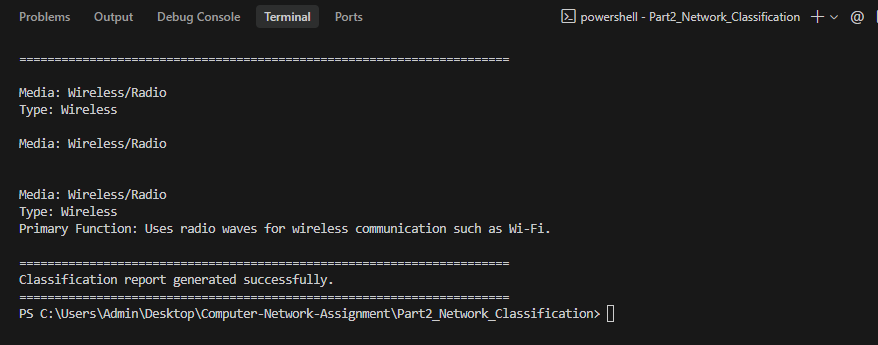 Problems Output Debug Console Terminal Ports powershell - Part2_Network_Classification
======================================================================
Media: Wireless/Radio
Type: Wireless
Media: Wireless/Radio
Media: Wireless/Radio
Type: Wireless
Primary Function: Uses radio waves for wireless communication such as Wi-Fi.
======================================================================
Classification report generated successfully.
======================================================================
PS C:\Users\Admin\Desktop\Computer-Network-Assignment\Part2_Network_Classification>